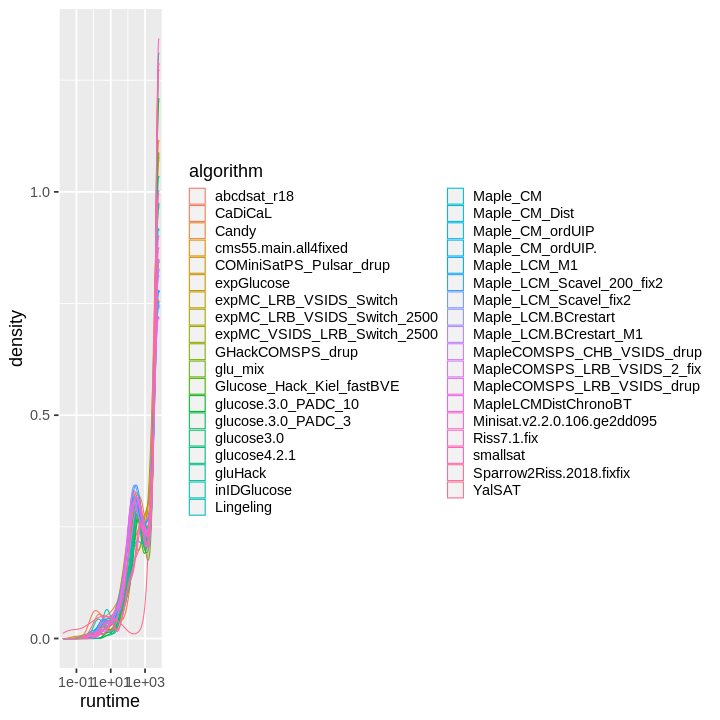 algorithm
abcdsat_r18
CaDiCaL
Candy
cms55.main.all4fixed
COMiniSatPS_Pulsar_drup
expGlucose
expMC_LRB_VSIDS_Switch
expMC_LRB_VSIDS_Switch_2500
expMC_VSIDS_LRB_Switch_2500
GHackCOMSPS_drup
glu_mix
Glucose_Hack_Kiel_fastBVE
glucose.3.0_PADC_10
glucose.3.0_PADC_3
glucose3.0
glucose4.2.1
gluHack
inIDGlucose
Lingeling
Maple_CM
Maple_CM_Dist
Maple_CM_ordUIP
Maple_CM_ordUIP.
Maple_LCM_M1
Maple_LCM_Scavel_200_fix2
Maple_LCM_Scavel_fix2
Maple_LCM.BCrestart
Maple_LCM.BCrestart_M1
MapleCOMSPS_CHB_VSIDS_drup
MapleCOMSPS_LRB_VSIDS_2_fix
MapleCOMSPS_LRB_VSIDS_drup
MapleLCMDistChronoBT
Minisat.v2.2.0.106.ge2dd095
Riss7.1.fix
smallsat
Sparrow2Riss.2018.fixfix
YalSAT
density
1.0
0.5
0.0
1e-01 1e+01 1e+03
runtime